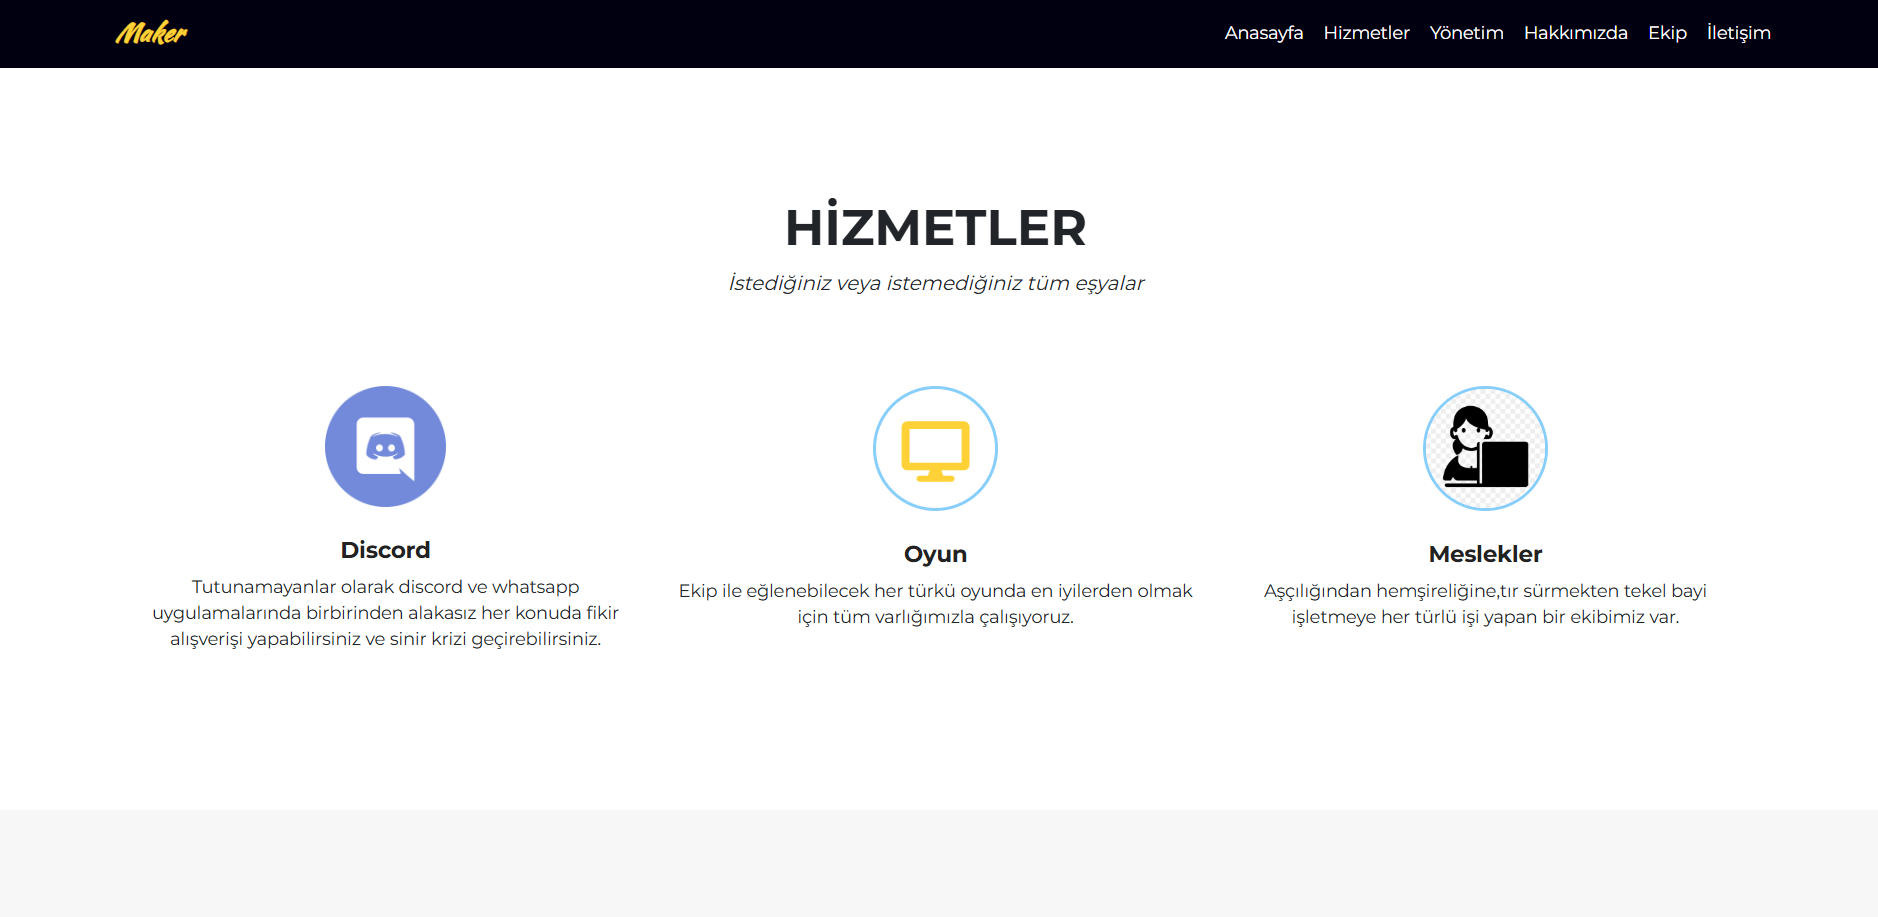 Maker
Anasayfa Hizmetler Yönetim Hakkımızda Ekip İletişim
HİZMETLER
İstediğiniz veya istemediğiniz tüm eşyalar
Discord
Tutunamayanlar olarak discord ve whatsapp
uygulamalarında birbirinden alakasız her konuda fikir
alışverişi yapabilirsiniz ve sinir krizi geçirebilirsiniz.
Oyun
Ekip ile eğlenebilecek her türkü oyunda en iyilerden olmak
için tüm varlığımızla çalışıyoruz.
Meslekler
Aşçılığından hemşireliğine,tır sürmekten tekel bayi
işletmeye her türlü işi yapan bir ekibimiz var.